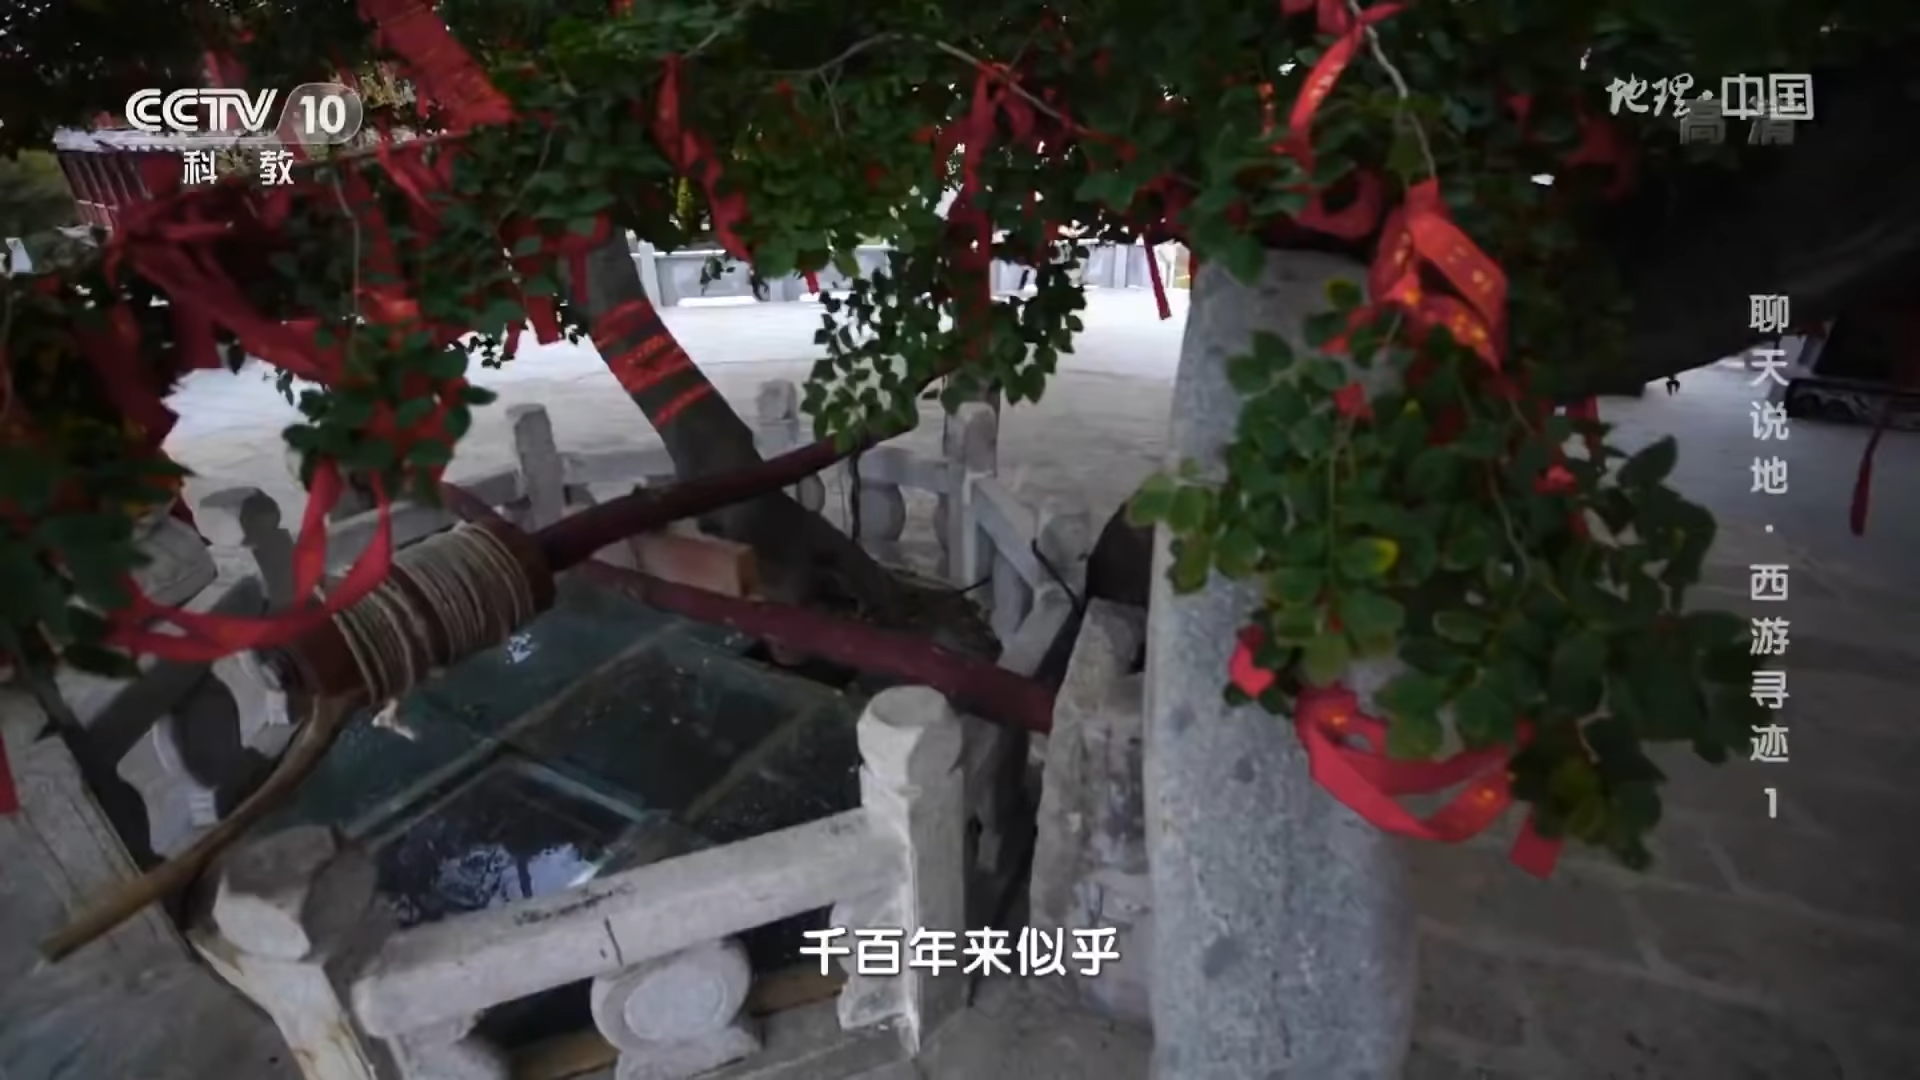 CCTV 10
科 教
地理·中国
高清
聊天说地·西游寻迹 1
千百年来似乎